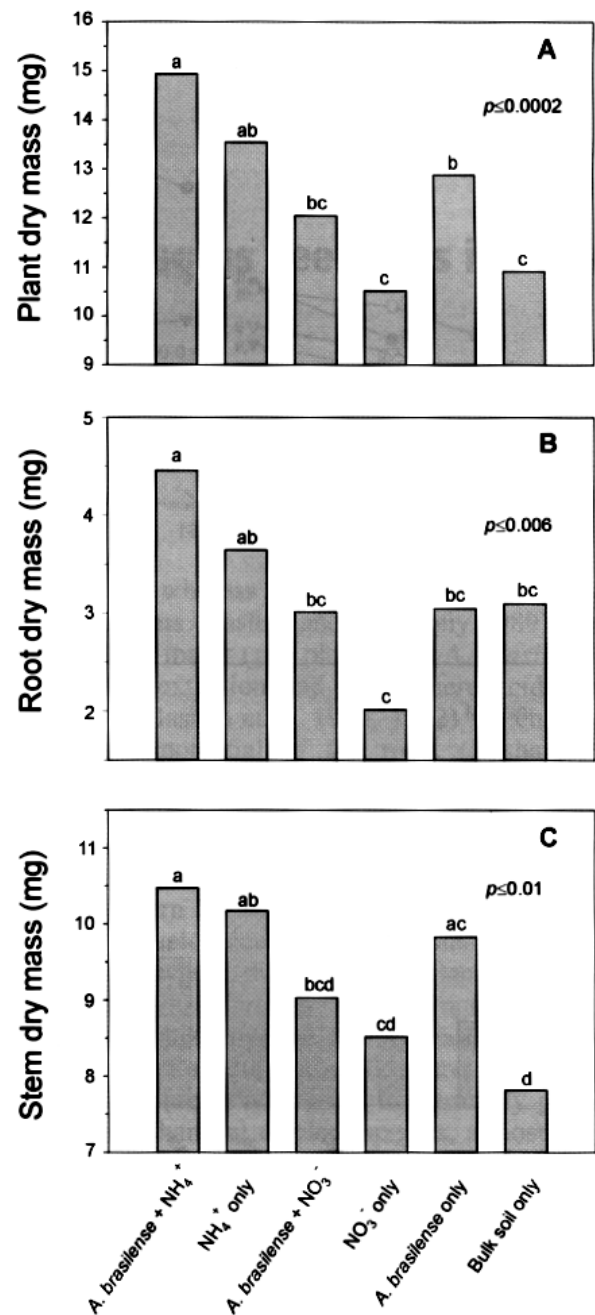 Plant dry mass (mg)
16
15
14
13
12
11
10
9
A
p≤0.0002
a
ab
bc
c
b
c
Root dry mass (mg)
5
4
3
2
B
p≤0.006
a
ab
bc
c
bc
bc
Stem dry mass (mg)
11
10
9
8
7
C
p≤0.01
a
ab
bcd
cd
ac
d
A. brasilense + NH₄⁺
NH₄⁺ only
A. brasilense + NO₃⁻
NO₃⁻ only
A. brasilense only
Bulk soil only